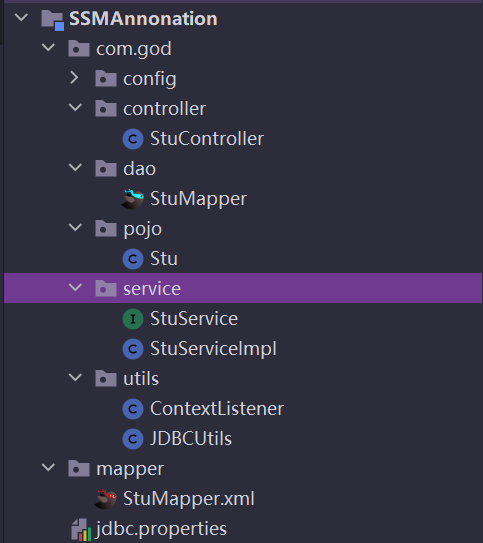 SSMAnnonation
com.god
config
controller
StuController
dao
StuMapper
pojo
Stu
service
StuService
StuServiceImpl
utils
ContextListener
JDBCUtils
mapper
StuMapper.xml
jdbc.properties